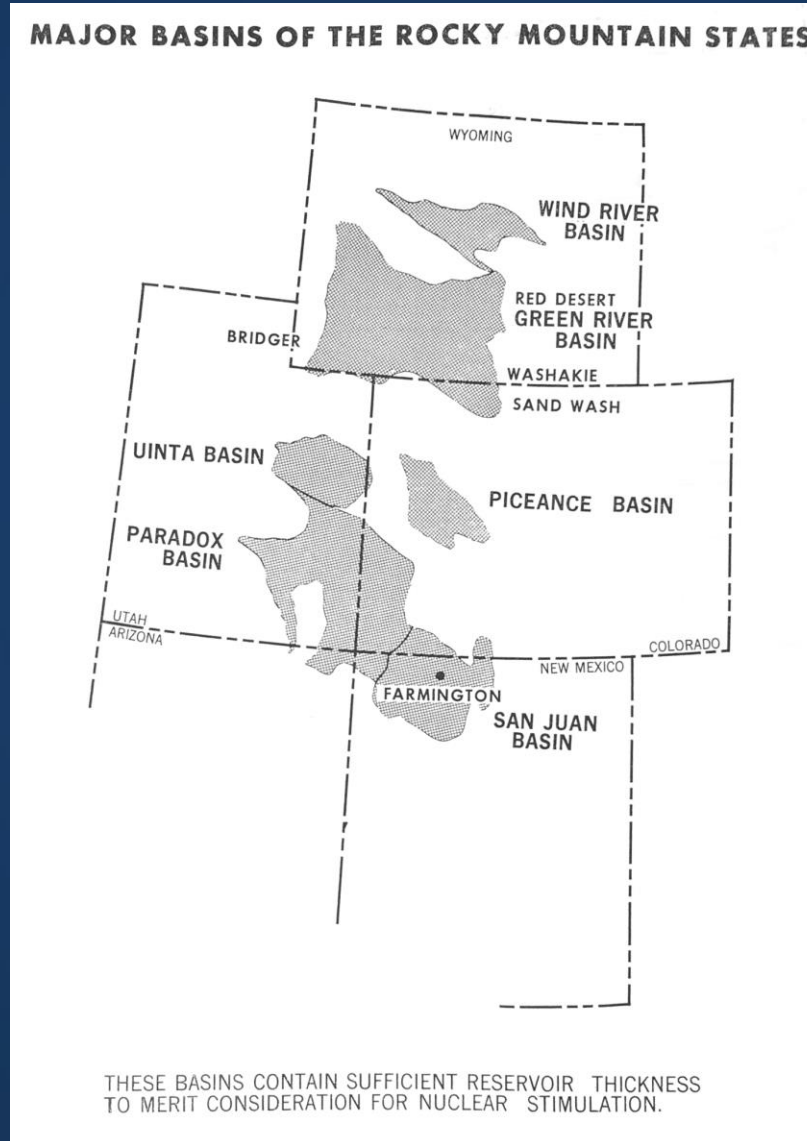 MAJOR BASINS OF THE ROCKY MOUNTAIN STATES
WYOMING
WIND RIVER
BASIN
RED DESERT
GREEN RIVER
BASIN
BRIDGER
WASHAKIE
SAND WASH
UINTA BASIN
PICEANCE BASIN
PARADOX
BASIN
UTAH
ARIZONA
COLORADO
NEW MEXICO
FARMINGTON
SAN JUAN
BASIN
THESE BASINS CONTAIN SUFFICIENT RESERVOIR THICKNESS
TO MERIT CONSIDERATION FOR NUCLEAR STIMULATION.